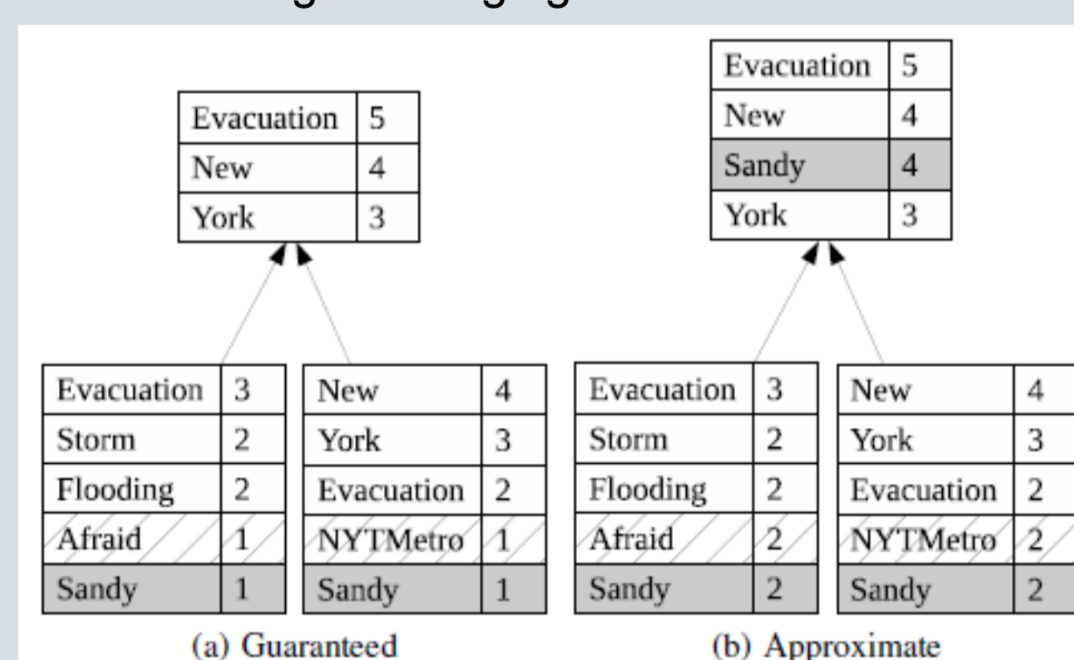 Evacuation 5
New 4
York 3
Evacuation 5
New 4
Sandy 4
York 3
Evacuation 3
Storm 2
Flooding 2
Afraid 1
Sandy 1
New 4
York 3
Evacuation 2
NYTMetro 1
Sandy 1
Evacuation 3
Storm 2
Flooding 2
Afraid 2
Sandy 2
New 4
York 3
Evacuation 2
NYTMetro 2
Sandy 2
(a) Guaranteed
(b) Approximate